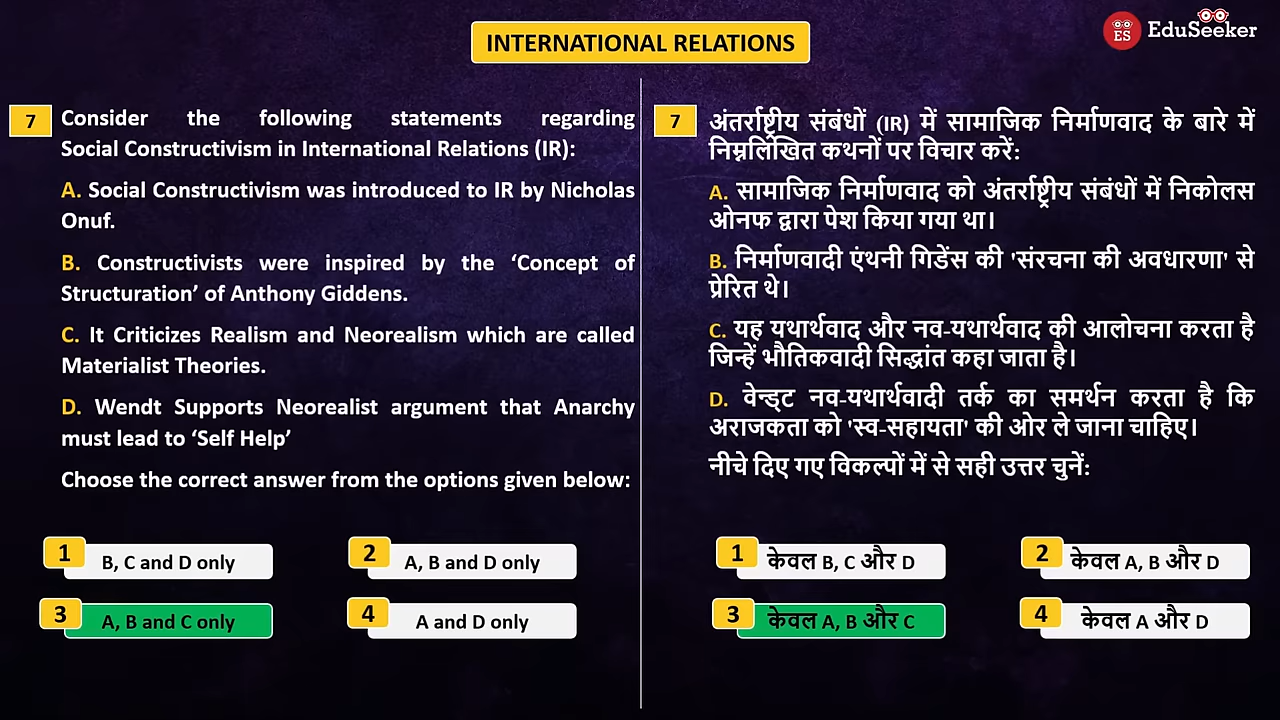 INTERNATIONAL RELATIONS
ES EduSeeker
7 Consider the following statements regarding
Social Constructivism in International Relations (IR):
A. Social Constructivism was introduced to IR by Nicholas
Onuf.
B. Constructivists were inspired by the ‘Concept of
Structuration’ of Anthony Giddens.
C. It Criticizes Realism and Neorealism which are called
Materialist Theories.
D. Wendt Supports Neorealist argument that Anarchy
must lead to ‘Self Help’
Choose the correct answer from the options given below:
1 B, C and D only
2 A, B and D only
3 A, B and C only
4 A and D only
7 अंतर्राष्ट्रीय संबंधों (IR) में सामाजिक निर्माणवाद के बारे में
निम्नलिखित कथनों पर विचार करें:
A. सामाजिक निर्माणवाद को अंतर्राष्ट्रीय संबंधों में निकोलस
ओनफ द्वारा पेश किया गया था।
B. निर्माणवादी एंथनी गिडेंस की 'संरचना की अवधारणा' से
प्रेरित थे।
C. यह यथार्थवाद और नव-यथार्थवाद की आलोचना करता है
जिन्हें भौतिकवादी सिद्धांत कहा जाता है।
D. वेन्ड्ट नव-यथार्थवादी तर्क का समर्थन करता है कि
अराजकता को 'स्व-सहायता' की ओर ले जाना चाहिए।
नीचे दिए गए विकल्पों में से सही उत्तर चुनें:
1 केवल B, C और D
2 केवल A, B और D
3 केवल A, B और C
4 केवल A और D